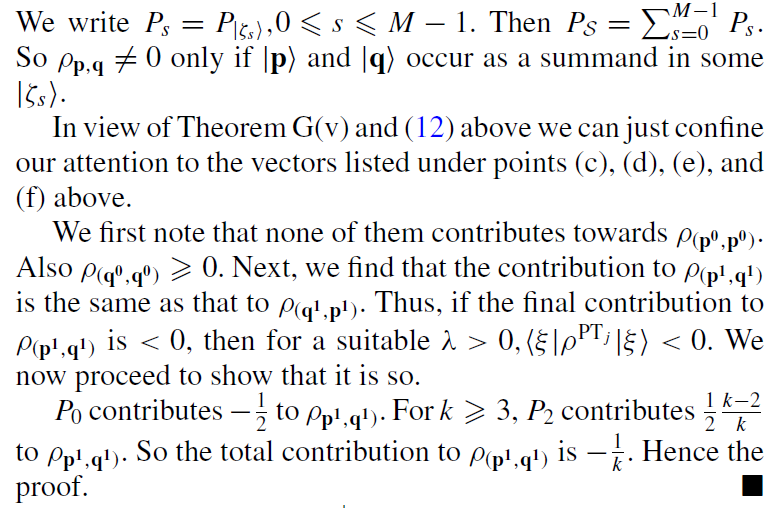 We write $P_s = P_{|\zeta_s\rangle}, 0 \leqslant s \leqslant M - 1$. Then $P_{\mathcal{S}} = \sum_{s=0}^{M-1} P_s$.
So $\rho_{\mathbf{p},\mathbf{q}} \neq 0$ only if $|\mathbf{p}\rangle$ and $|\mathbf{q}\rangle$ occur as a summand in some
$|\zeta_s\rangle$.
In view of Theorem G(v) and (12) above we can just confine
our attention to the vectors listed under points (c), (d), (e), and
(f) above.
We first note that none of them contributes towards $\rho_{(\mathbf{p}^0,\mathbf{p}^0)}$.
Also $\rho_{(\mathbf{q}^0,\mathbf{q}^0)} \geqslant 0$. Next, we find that the contribution to $\rho_{(\mathbf{p}^1,\mathbf{q}^1)}$
is the same as that to $\rho_{(\mathbf{q}^1,\mathbf{p}^1)}$. Thus, if the final contribution to
$\rho_{(\mathbf{p}^1,\mathbf{q}^1)}$ is $< 0$, then for a suitable $\lambda > 0, \langle\xi|\rho^{\mathrm{PT}_j}|\xi\rangle < 0$. We
now proceed to show that it is so.
$P_0$ contributes $-\frac{1}{2}$ to $\rho_{\mathbf{p}^1,\mathbf{q}^1)}$. For $k \geqslant 3$, $P_2$ contributes $\frac{1}{2}\frac{k-2}{k}$
to $\rho_{\mathbf{p}^1,\mathbf{q}^1)}$. So the total contribution to $\rho_{(\mathbf{p}^1,\mathbf{q}^1)}$ is $-\frac{1}{k}$. Hence the
proof. ■